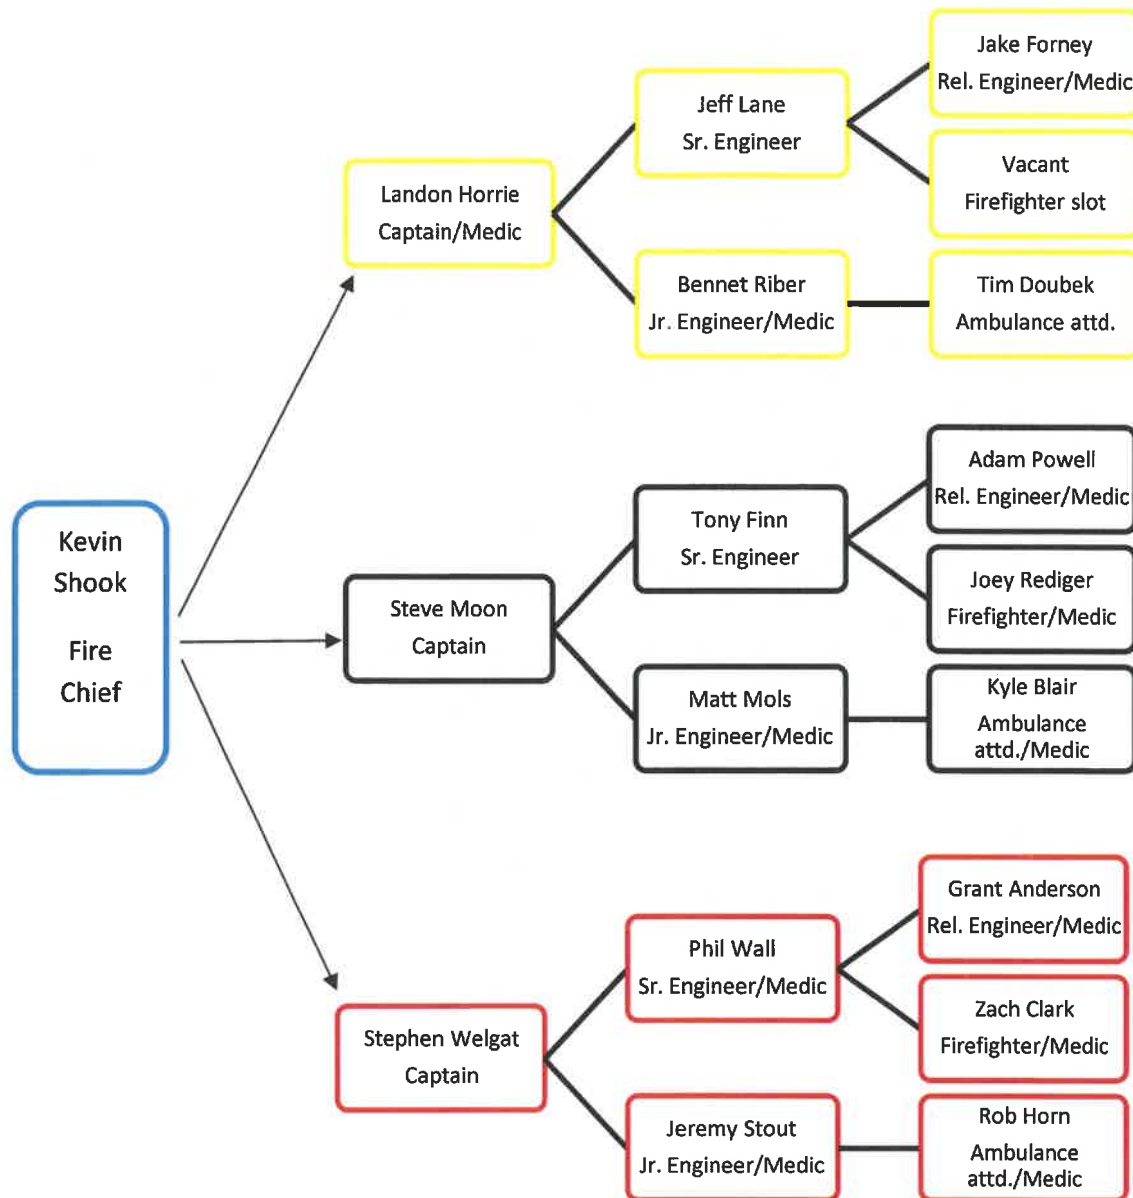 Kevin
Shook
Fire
Chief
Landon Horrie
Captain/Medic
Jeff Lane
Sr. Engineer
Jake Forney
Rel. Engineer/Medic
Vacant
Firefighter slot
Bennet Riber
Jr. Engineer/Medic
Tim Doubek
Ambulance attd.
Steve Moon
Captain
Tony Finn
Sr. Engineer
Adam Powell
Rel. Engineer/Medic
Joey Rediger
Firefighter/Medic
Matt Mols
Jr. Engineer/Medic
Kyle Blair
Ambulance
attd./Medic
Stephen Welgat
Captain
Phil Wall
Sr. Engineer/Medic
Grant Anderson
Rel. Engineer/Medic
Zach Clark
Firefighter/Medic
Jeremy Stout
Jr. Engineer/Medic
Rob Horn
Ambulance
attd./Medic